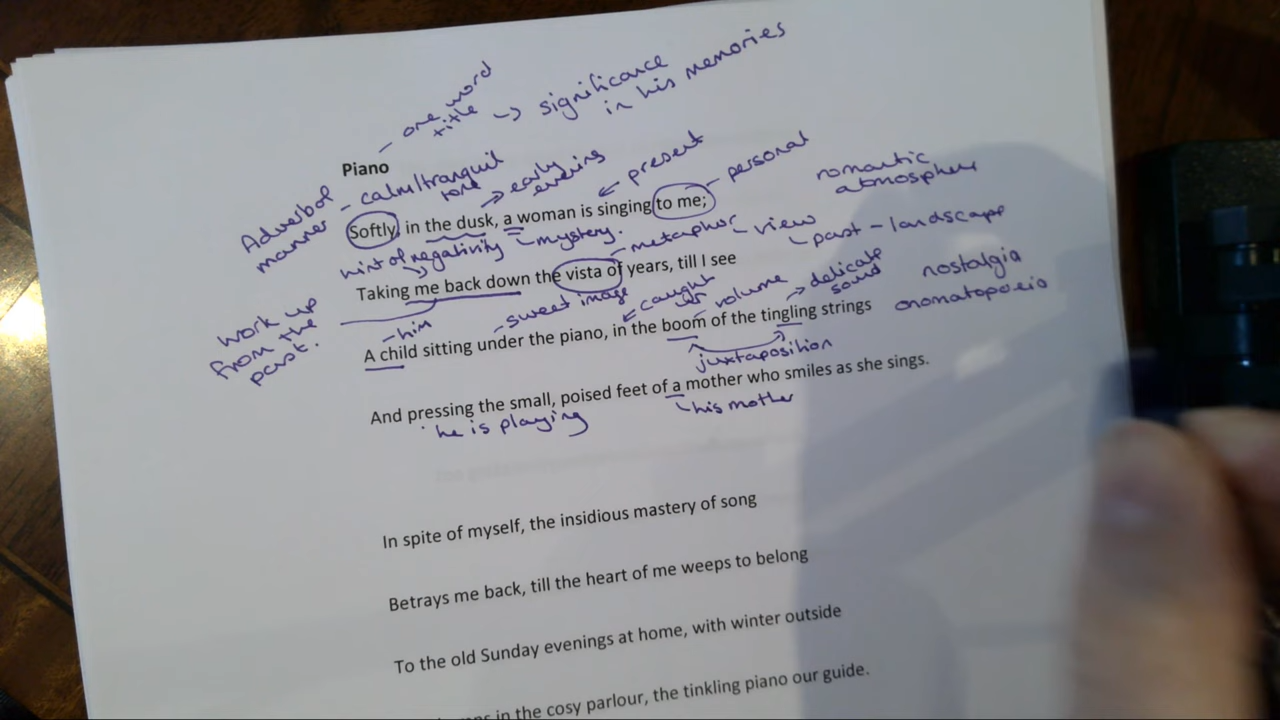 one word
title → significance
in his memories
Piano
Adverb of
manner
calm/tranquil
tone
early
evening
present
personal
romantic
atmosphere
Softly, in the dusk, a woman is singing to me;
hint of negativity
mystery.
metaphor
view
past - landscape
Taking me back down the vista of years, till I see
work up
from the
past.
him
sweet image
caught
volume
delicate
sound
nostalgia
onomatopoeia
A child sitting under the piano, in the boom of the tingling strings
juxtaposition
And pressing the small, poised feet of a mother who smiles as she sings.
he is playing
his mother
In spite of myself, the insidious mastery of song
Betrays me back, till the heart of me weeps to belong
To the old Sunday evenings at home, with winter outside
in the cosy parlour, the tinkling piano our guide.